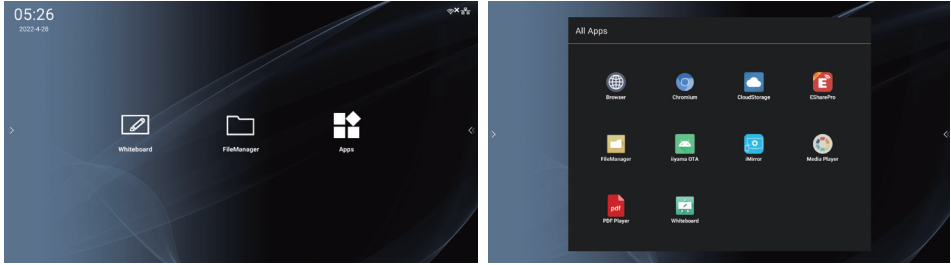 05:26
2022-4-28
Whiteboard FileManager Apps
All Apps
Browser Chromium CloudStorage ESharePro
FileManager iiyama OTA iMirror Media Player
pdf
PDF Player Whiteboard